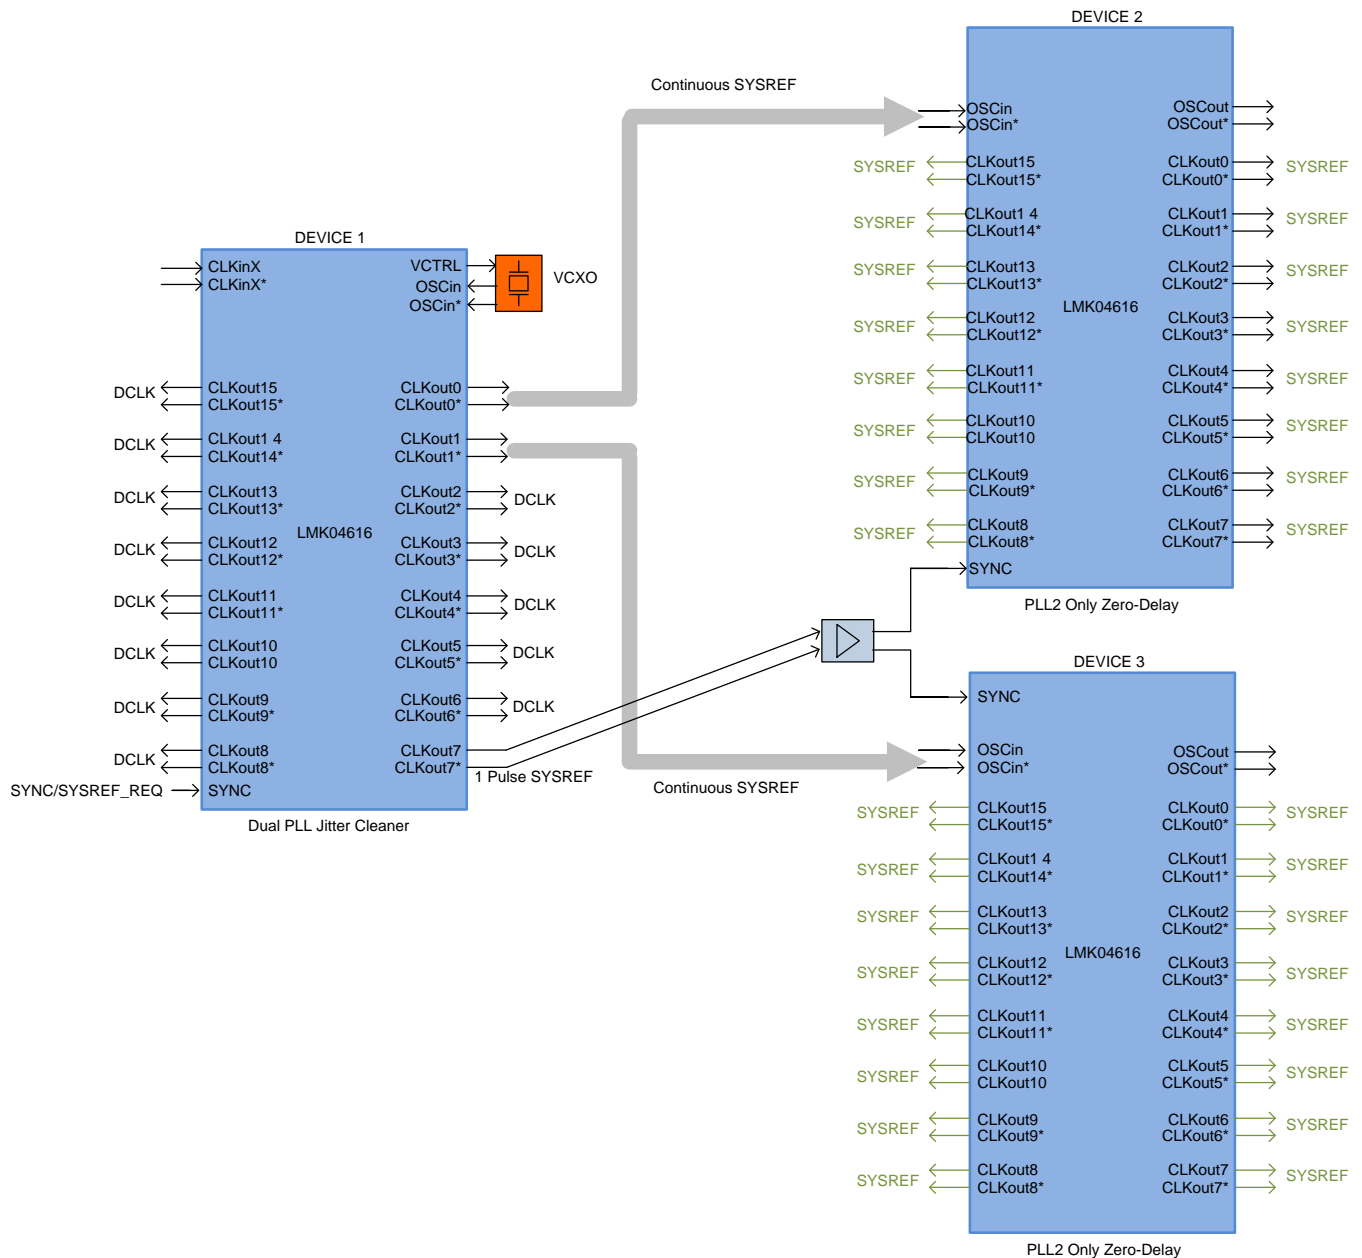 DEVICE 1
CLKinX
CLKinX*
VCTRL
OSCin
OSCin*
VCXO
DCLK
CLKout15
CLKout15*
DCLK
CLKout1 4
CLKout14*
DCLK
CLKout13
CLKout13*
DCLK
CLKout12
CLKout12*
DCLK
CLKout11
CLKout11*
DCLK
CLKout10
CLKout10
DCLK
CLKout9
CLKout9*
DCLK
CLKout8
CLKout8*
SYNC/SYSREF_REQ
SYNC
LMK04616
CLKout0
CLKout0*
CLKout1
CLKout1*
CLKout2
CLKout2*
DCLK
CLKout3
CLKout3*
DCLK
CLKout4
CLKout4*
DCLK
CLKout5
CLKout5*
DCLK
CLKout6
CLKout6*
DCLK
CLKout7
CLKout7*
1 Pulse SYSREF
Dual PLL Jitter Cleaner
Continuous SYSREF
Continuous SYSREF
DEVICE 2
OSCin
OSCin*
SYSREF
CLKout15
CLKout15*
SYSREF
CLKout1 4
CLKout14*
SYSREF
CLKout13
CLKout13*
SYSREF
CLKout12
CLKout12*
SYSREF
CLKout11
CLKout11*
SYSREF
CLKout10
CLKout10
SYSREF
CLKout9
CLKout9*
SYSREF
CLKout8
CLKout8*
SYNC
LMK04616
OSCout
OSCout*
CLKout0
CLKout0*
SYSREF
CLKout1
CLKout1*
SYSREF
CLKout2
CLKout2*
SYSREF
CLKout3
CLKout3*
SYSREF
CLKout4
CLKout4*
SYSREF
CLKout5
CLKout5*
SYSREF
CLKout6
CLKout6*
SYSREF
CLKout7
CLKout7*
SYSREF
PLL2 Only Zero-Delay
DEVICE 3
SYNC
OSCin
OSCin*
SYSREF
CLKout15
CLKout15*
SYSREF
CLKout1 4
CLKout14*
SYSREF
CLKout13
CLKout13*
SYSREF
CLKout12
CLKout12*
SYSREF
CLKout11
CLKout11*
SYSREF
CLKout10
CLKout10
SYSREF
CLKout9
CLKout9*
SYSREF
CLKout8
CLKout8*
LMK04616
OSCout
OSCout*
CLKout0
CLKout0*
SYSREF
CLKout1
CLKout1*
SYSREF
CLKout2
CLKout2*
SYSREF
CLKout3
CLKout3*
SYSREF
CLKout4
CLKout4*
SYSREF
CLKout5
CLKout5*
SYSREF
CLKout6
CLKout6*
SYSREF
CLKout7
CLKout7*
SYSREF
PLL2 Only Zero-Delay